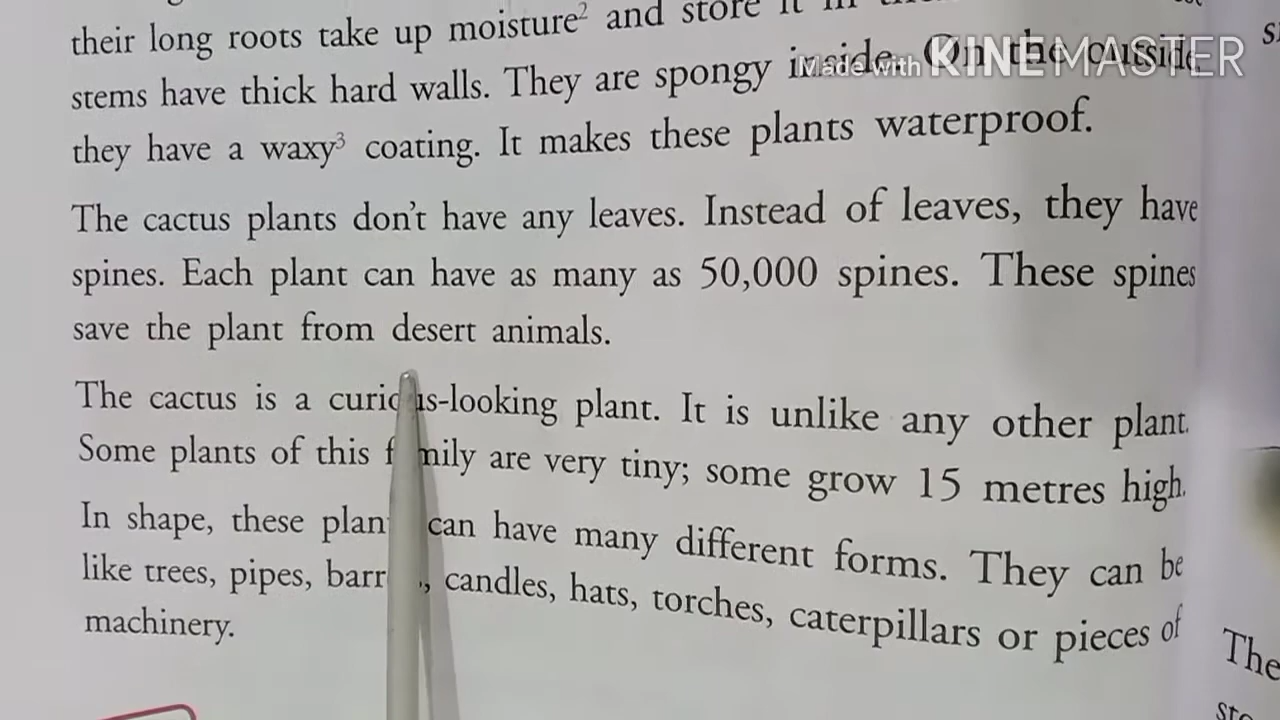 their long roots take up moisture² and store it in
stems have thick hard walls. They are spongy inside. On the outside
Made with KINEMASTER
they have a waxy³ coating. It makes these plants waterproof.
The cactus plants don't have any leaves. Instead of leaves, they have
spines. Each plant can have as many as 50,000 spines. These spines
save the plant from desert animals.
The cactus is a curious-looking plant. It is unlike any other plant.
Some plants of this family are very tiny; some grow 15 metres high.
In shape, these plants can have many different forms. They can be
like trees, pipes, barrels, candles, hats, torches, caterpillars or pieces of
machinery.
The